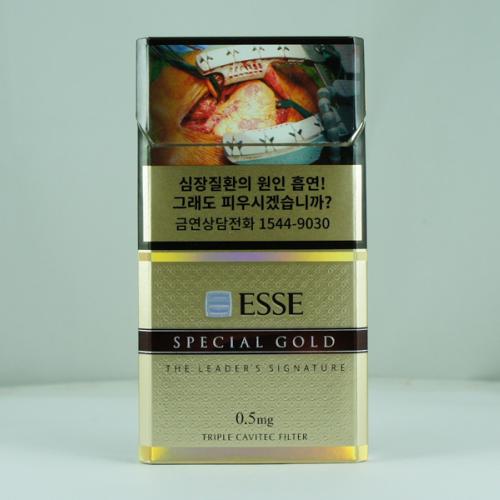 심장질환의 원인 흡연!
그래도 피우시겠습니까?
금연상담전화 1544-9030
ESSE
SPECIAL GOLD
THE LEADER'S SIGNATURE
0.5mg
TRIPLE CAVITEC FILTER